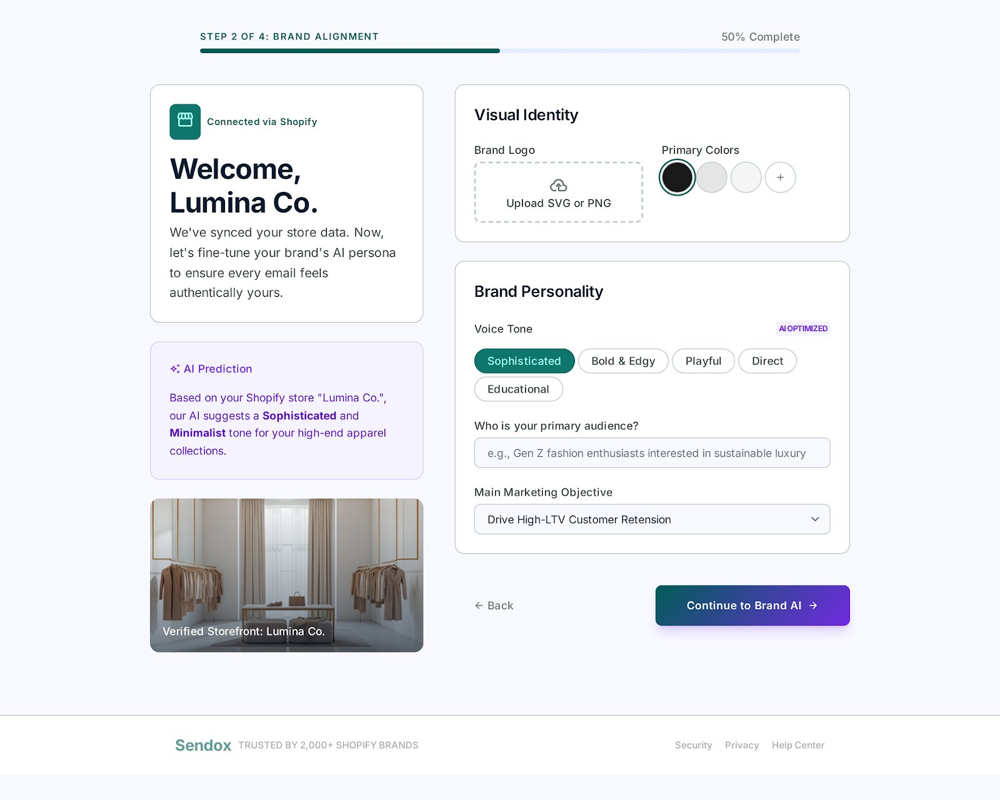 STEP 2 OF 4: BRAND ALIGNMENT
50% Complete
Connected via Shopify
Welcome,
Lumina Co.
We've synced your store data. Now,
let's fine-tune your brand's AI persona
to ensure every email feels
authentically yours.
AI Prediction
Based on your Shopify store "Lumina Co.",
our AI suggests a Sophisticated and
Minimalist tone for your high-end apparel
collections.
Verified Storefront: Lumina Co.
Visual Identity
Brand Logo
Upload SVG or PNG
Primary Colors
+
Brand Personality
Voice Tone
AI OPTIMIZED
Sophisticated
Bold & Edgy
Playful
Direct
Educational
Who is your primary audience?
e.g., Gen Z fashion enthusiasts interested in sustainable luxury
Main Marketing Objective
Drive High-LTV Customer Retension
← Back
Continue to Brand AI →
Sendox
TRUSTED BY 2,000+ SHOPIFY BRANDS
Security
Privacy
Help Center